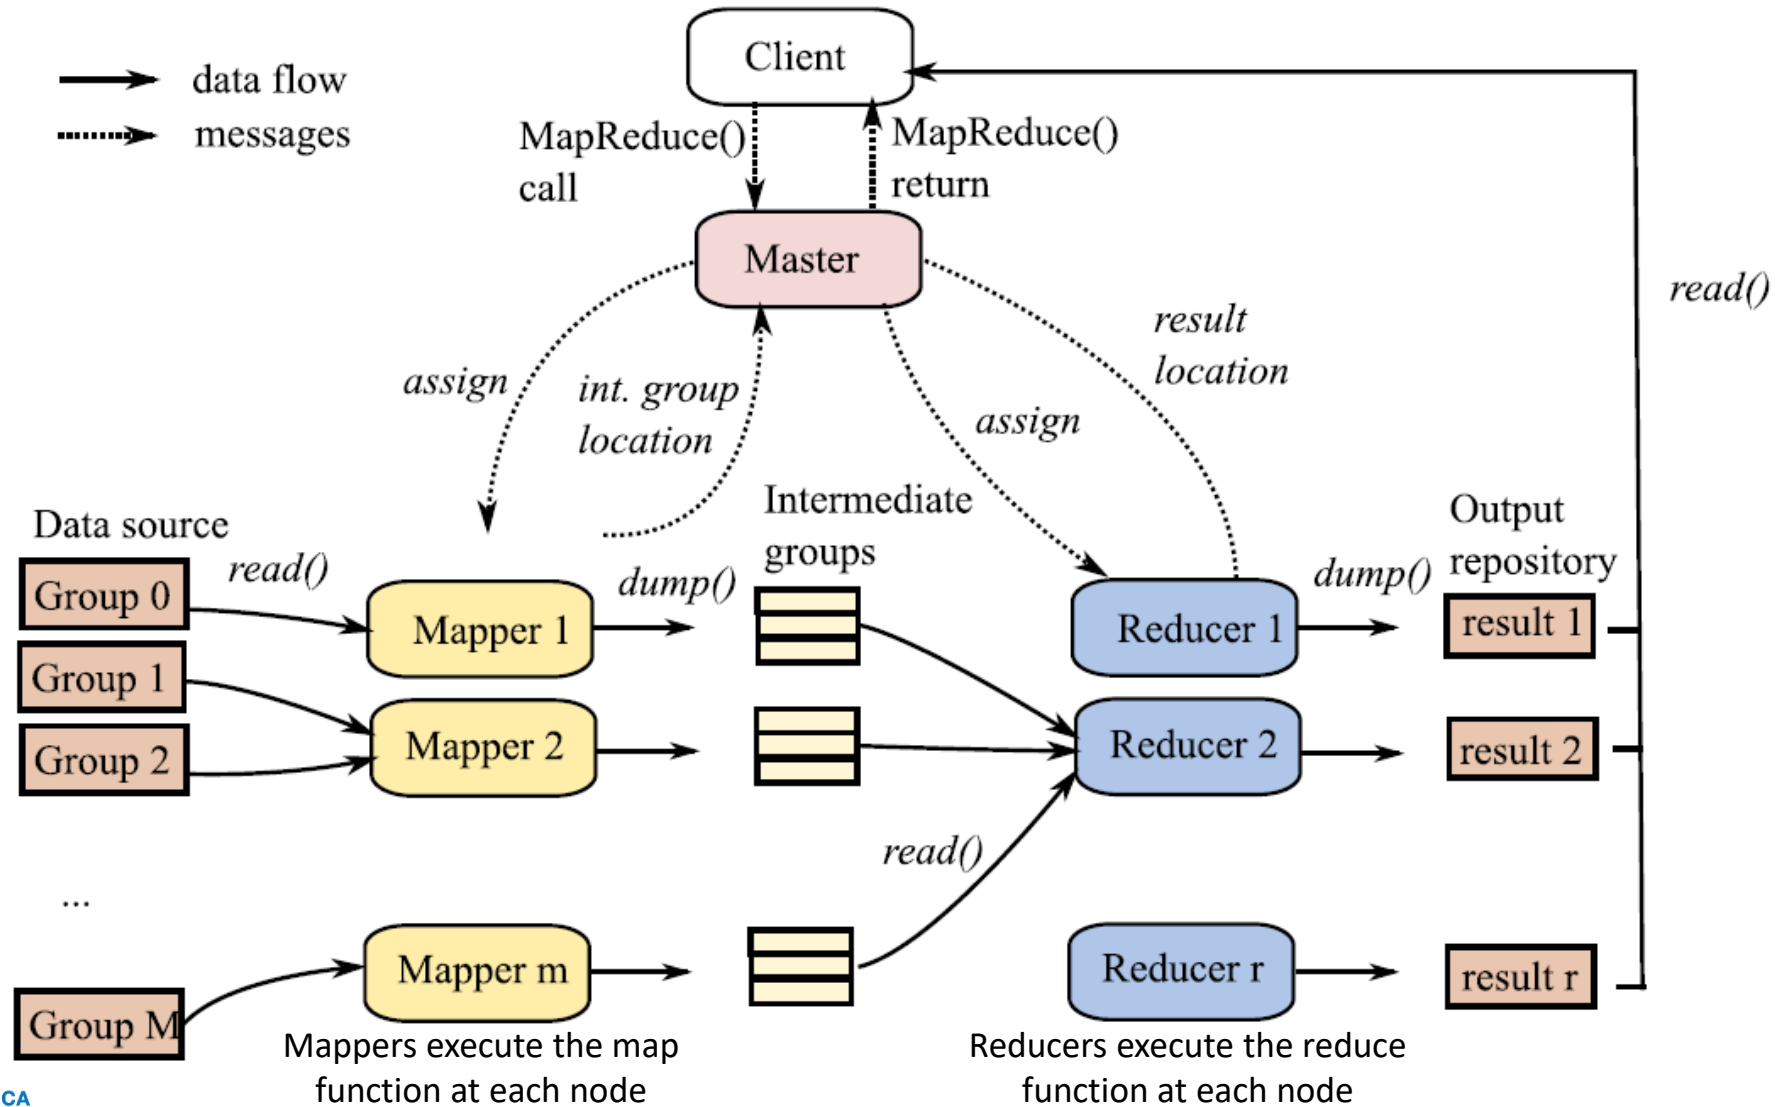 Client
data flow
messages
MapReduce()
call
MapReduce()
return
Master
read()
result
location
assign
int. group
location
assign
Intermediate
groups
Data source
Output
repository
read()
dump()
dump()
Group 0
Mapper 1
Reducer 1
result 1
Group 1
Group 2
Mapper 2
Reducer 2
result 2
read()
...
Mapper m
Reducer r
result r
Group M
Mappers execute the map
function at each node
Reducers execute the reduce
function at each node
CA